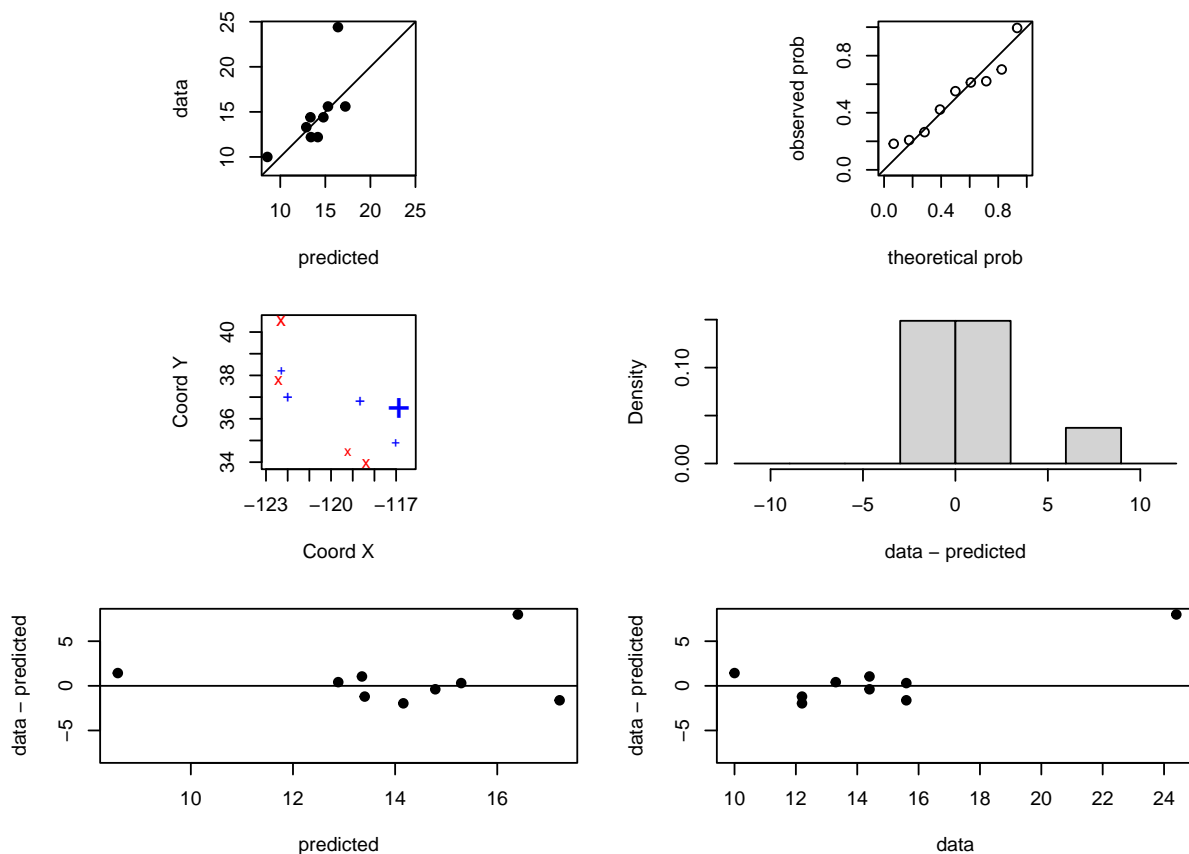 data
25
20
15
10
10 15 20 25
predicted
observed prob
0.8
0.4
0.0
0.0 0.4 0.8
theoretical prob
Coord Y
40
38
36
34
−123 −120 −117
Coord X
Density
0.10
0.00
−10 −5 0 5 10
data − predicted
data − predicted
5
0
−5
10 12 14 16
predicted
data − predicted
5
0
−5
10 12 14 16 18 20 22 24
data